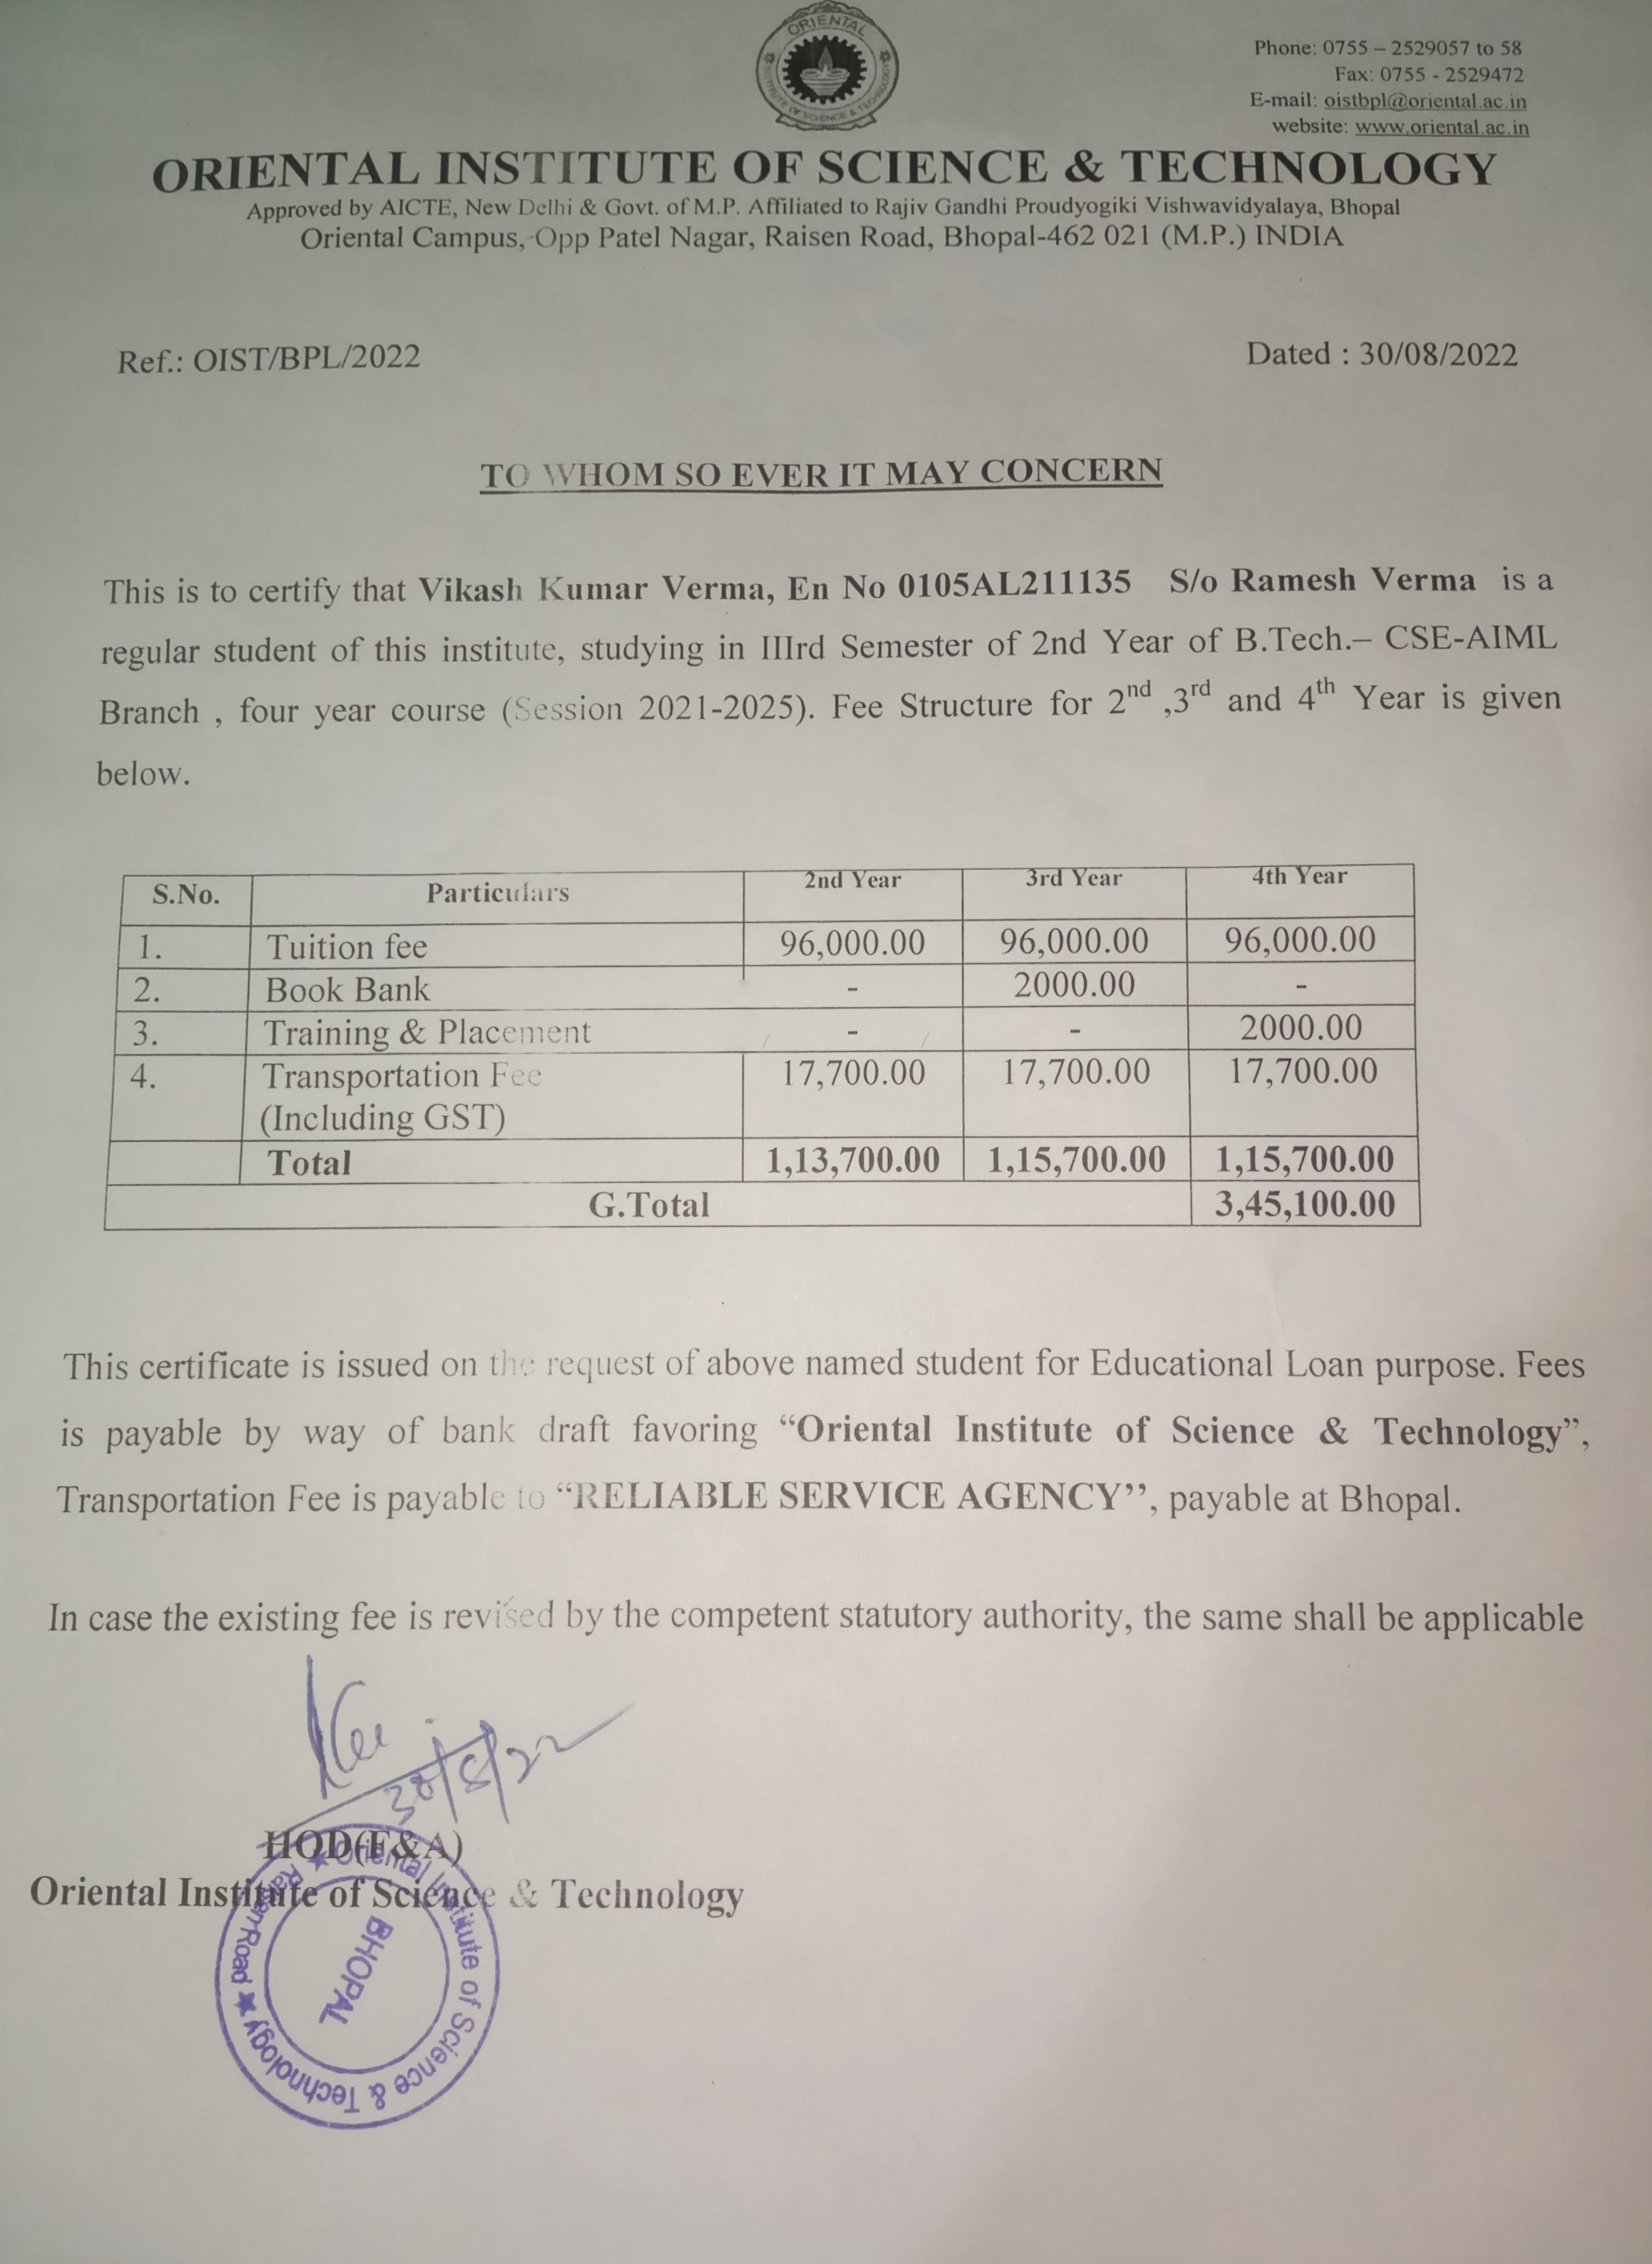 ORIENTAL
INSTITUTE OF SCIENCE & TECHNOLOGY
Phone: 0755 – 2529057 to 58
Fax: 0755 - 2529472
E-mail: oistbpl@oriental.ac.in
website: www.oriental.ac.in
ORIENTAL INSTITUTE OF SCIENCE & TECHNOLOGY
Approved by AICTE, New Delhi & Govt. of M.P. Affiliated to Rajiv Gandhi Proudyogiki Vishwavidyalaya, Bhopal
Oriental Campus, Opp Patel Nagar, Raisen Road, Bhopal-462 021 (M.P.) INDIA
Ref.: OIST/BPL/2022 Dated : 30/08/2022
TO WHOM SO EVER IT MAY CONCERN
This is to certify that Vikash Kumar Verma, En No 0105AL211135 S/o Ramesh Verma is a
regular student of this institute, studying in IIIrd Semester of 2nd Year of B.Tech.– CSE-AIML
Branch , four year course (Session 2021-2025). Fee Structure for 2nd ,3rd and 4th Year is given
below.
S.No. Particulars 2nd Year 3rd Year 4th Year
1. Tuition fee 96,000.00 96,000.00 96,000.00
2. Book Bank - 2000.00 -
3. Training & Placement - - 2000.00
4. Transportation Fee 17,700.00 17,700.00 17,700.00
(Including GST)
Total 1,13,700.00 1,15,700.00 1,15,700.00
G.Total 3,45,100.00
This certificate is issued on the request of above named student for Educational Loan purpose. Fees
is payable by way of bank draft favoring “Oriental Institute of Science & Technology”,
Transportation Fee is payable to “RELIABLE SERVICE AGENCY”, payable at Bhopal.
In case the existing fee is revised by the competent statutory authority, the same shall be applicable
30/8/22
HOD(F&A)
Oriental Institute of Science & Technology
Oriental Institute of Science & Technology ★ Raisen Road ★
BHOPAL